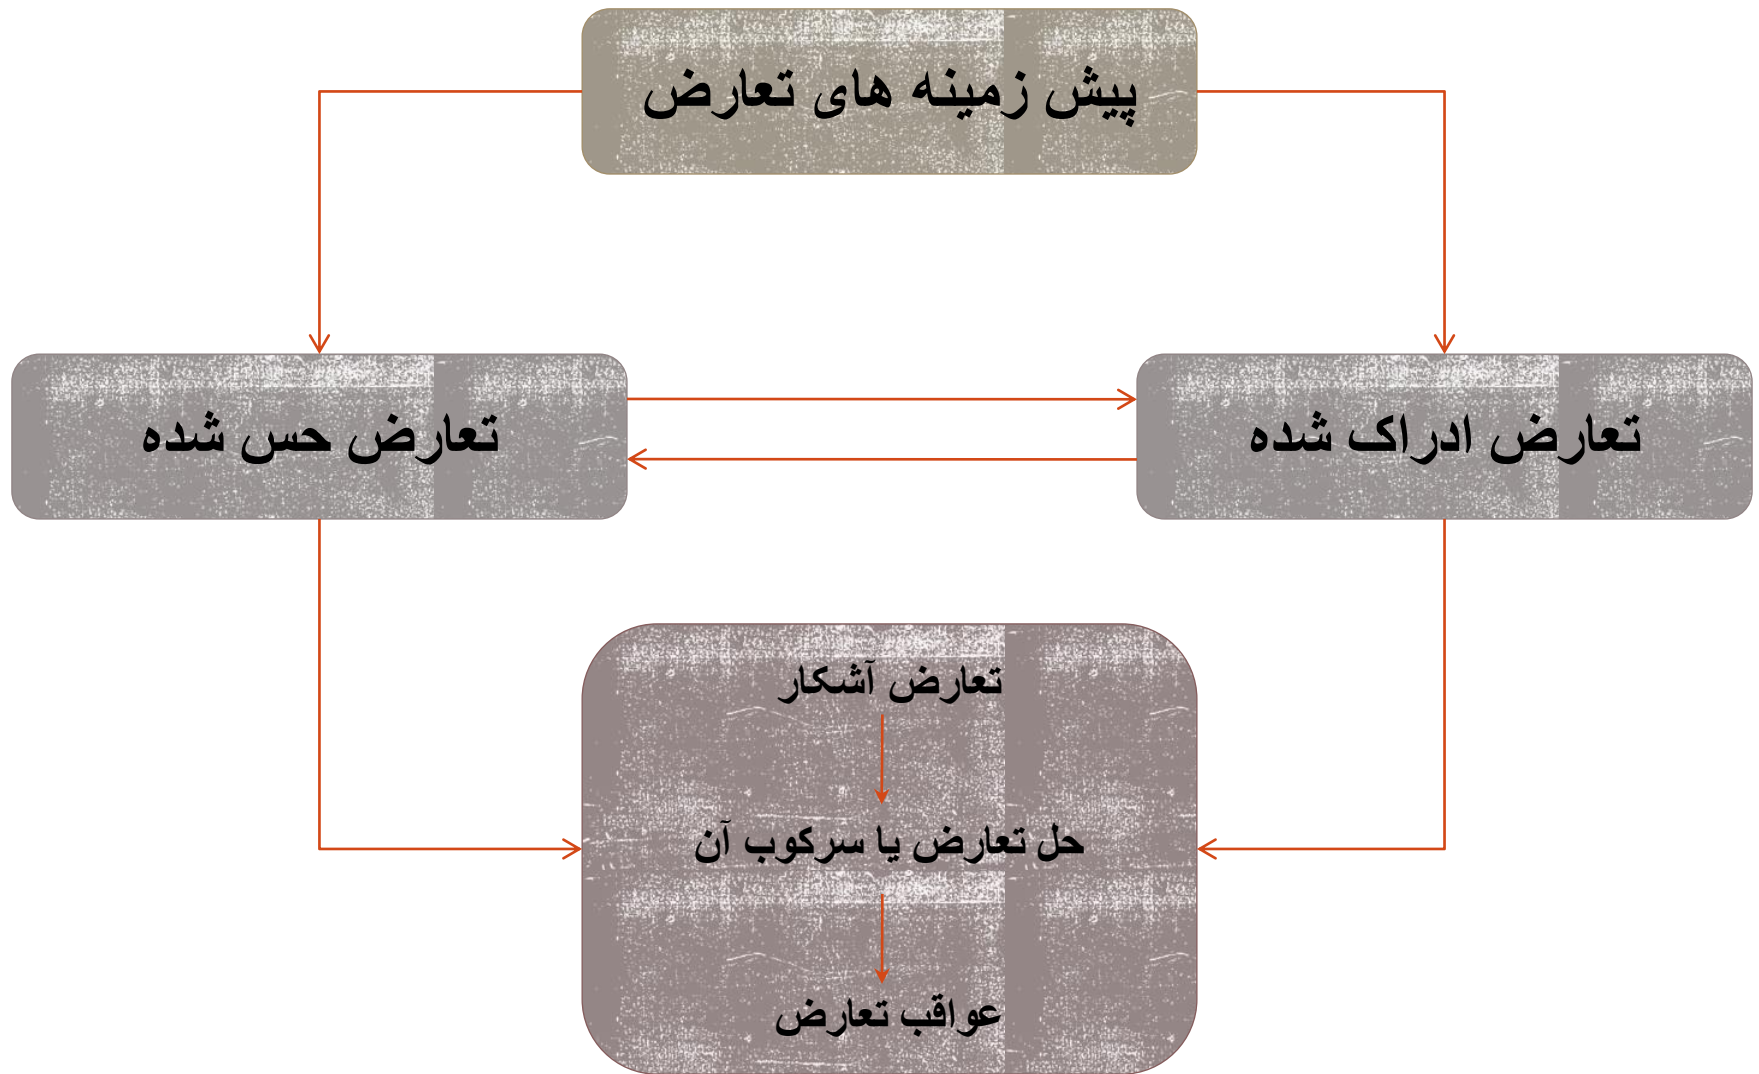 پیش زمینه های تعارض
تعارض ادراک شده
تعارض حس شده
تعارض آشکار
حل تعارض یا سرکوب آن
عواقب تعارض